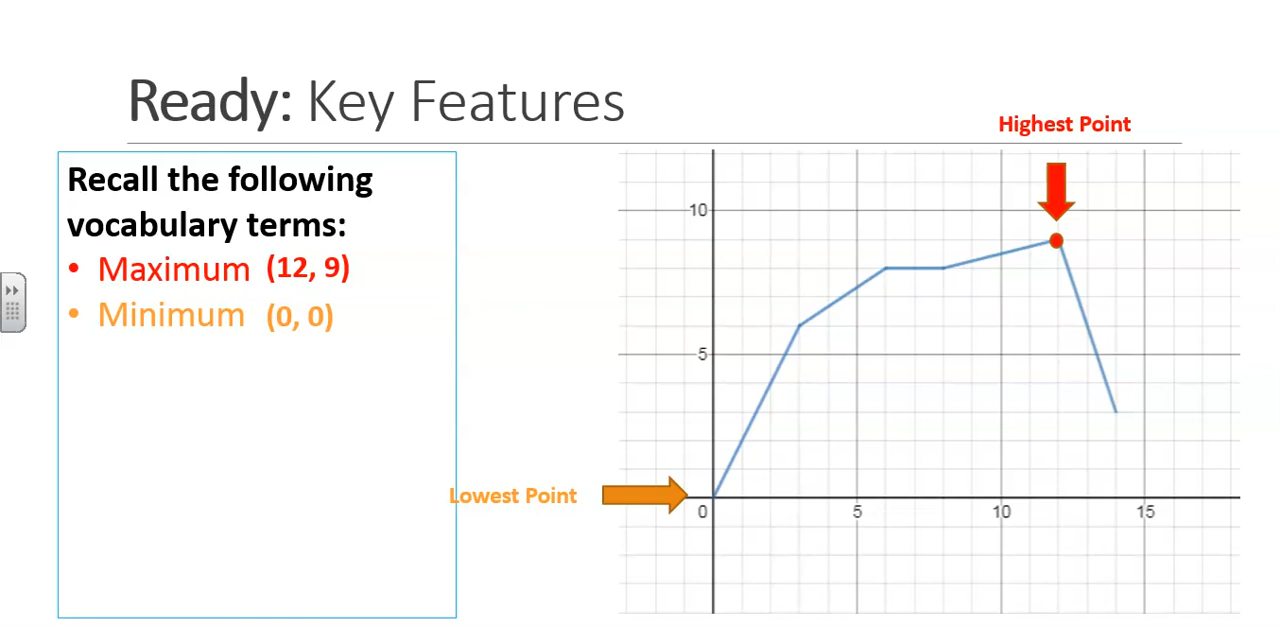 Ready: Key Features
Highest Point
Recall the following
vocabulary terms:
• Maximum (12, 9)
• Minimum (0, 0)
Lowest Point
10
5
0 5 10 15